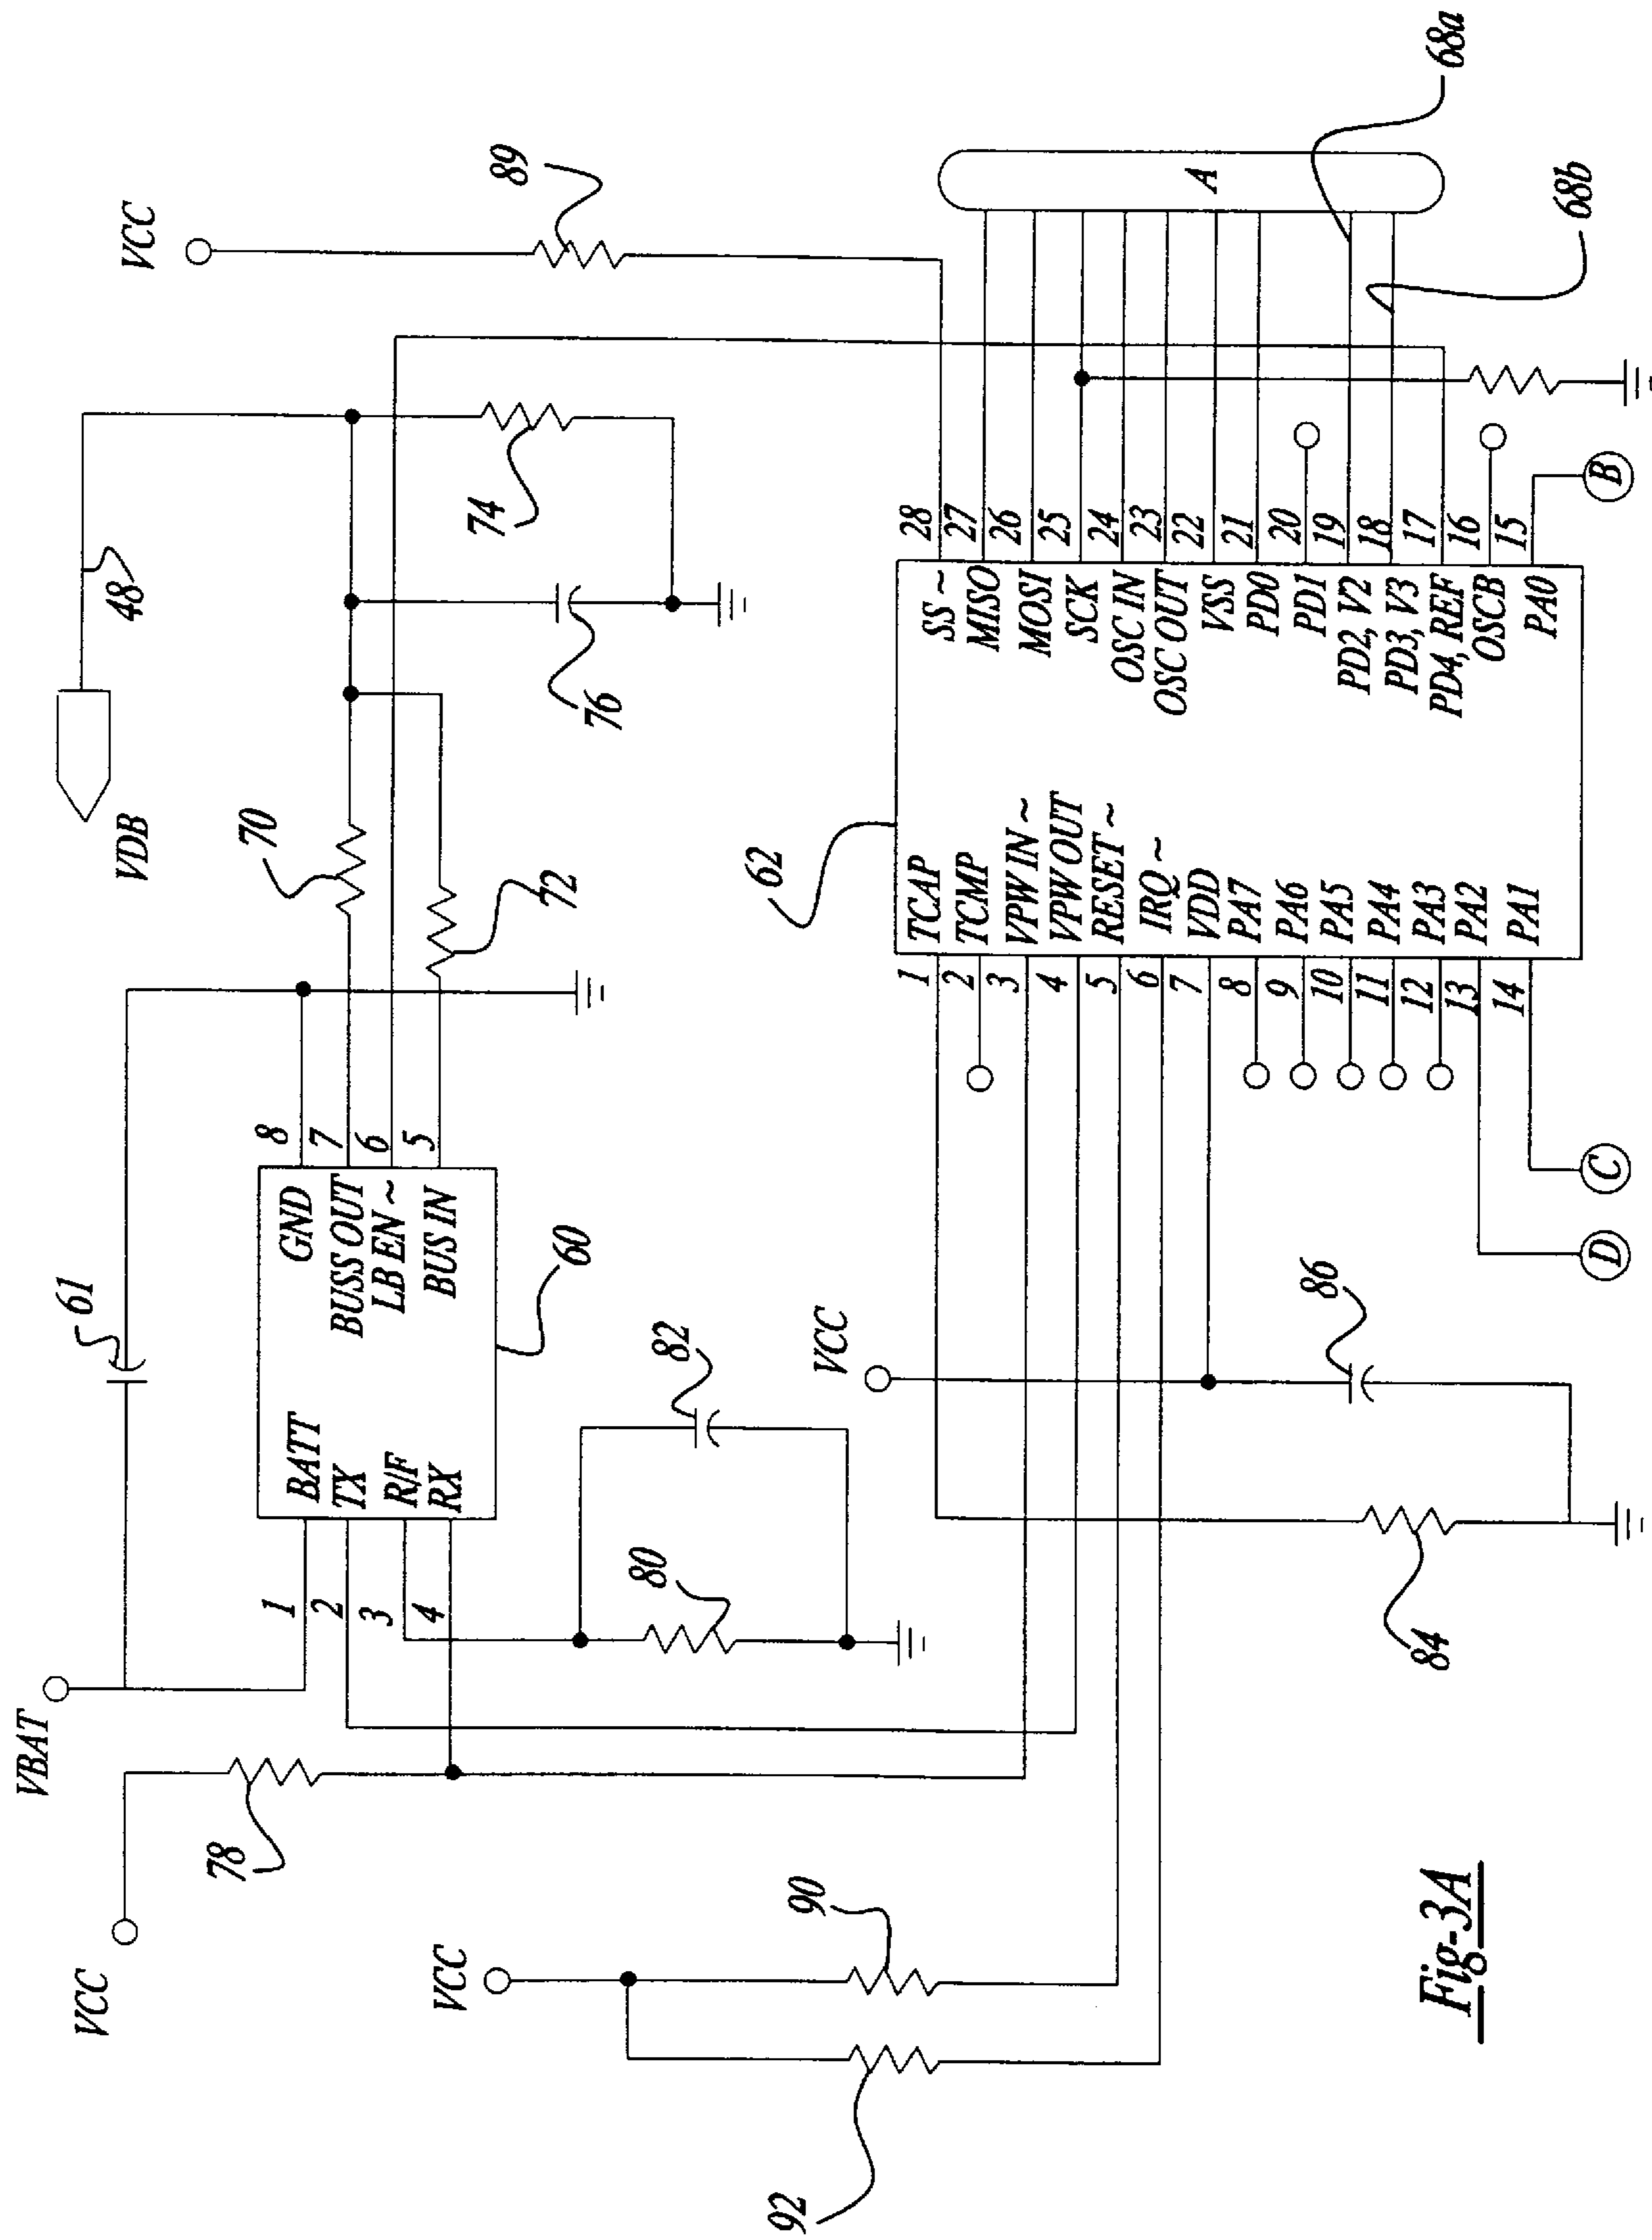 VCC
VBAT
VDB
VCC
48
61
78
70
89
1
2
3
4
BATT
TX
R/F
RX
GND
BUSS OUT
LB EN ~
BUS IN
8
7
6
5
60
72
74
76
80
82
VCC
90
92
VCC
62
1
2
3
4
5
6
7
8
9
10
11
12
13
14
TCAP
TCMP
VPW IN ~
VPW OUT
RESET ~
IRQ ~
VDD
PA7
PA6
PA5
PA4
PA3
PA2
PA1
SS ~
MISO
MOSI
SCK
OSC IN
OSC OUT
VSS
PD0
PD1
PD2, V2
PD3, V3
PD4, REF
OSCB
PA0
28
27
26
25
24
23
22
21
20
19
18
17
16
15
A
68a
68b
84
86
D
C
B
Fig-3A